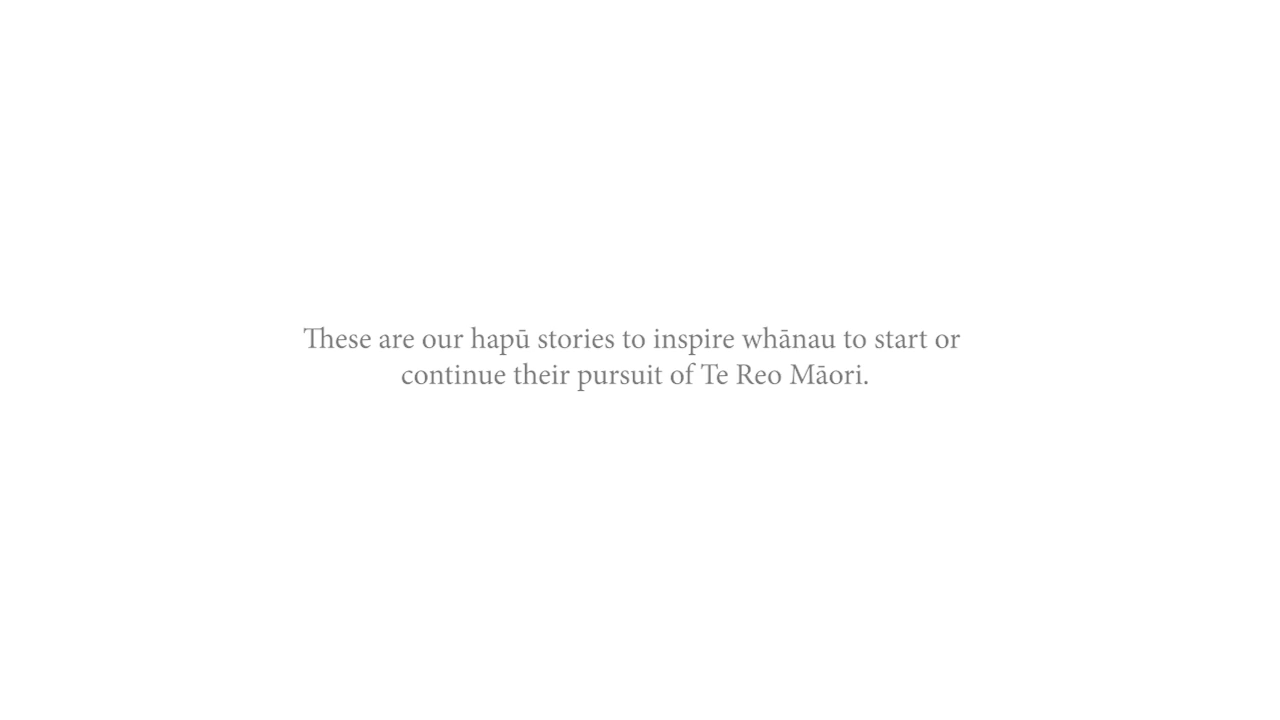 These are our hapū stories to inspire whānau to start or
continue their pursuit of Te Reo Māori.